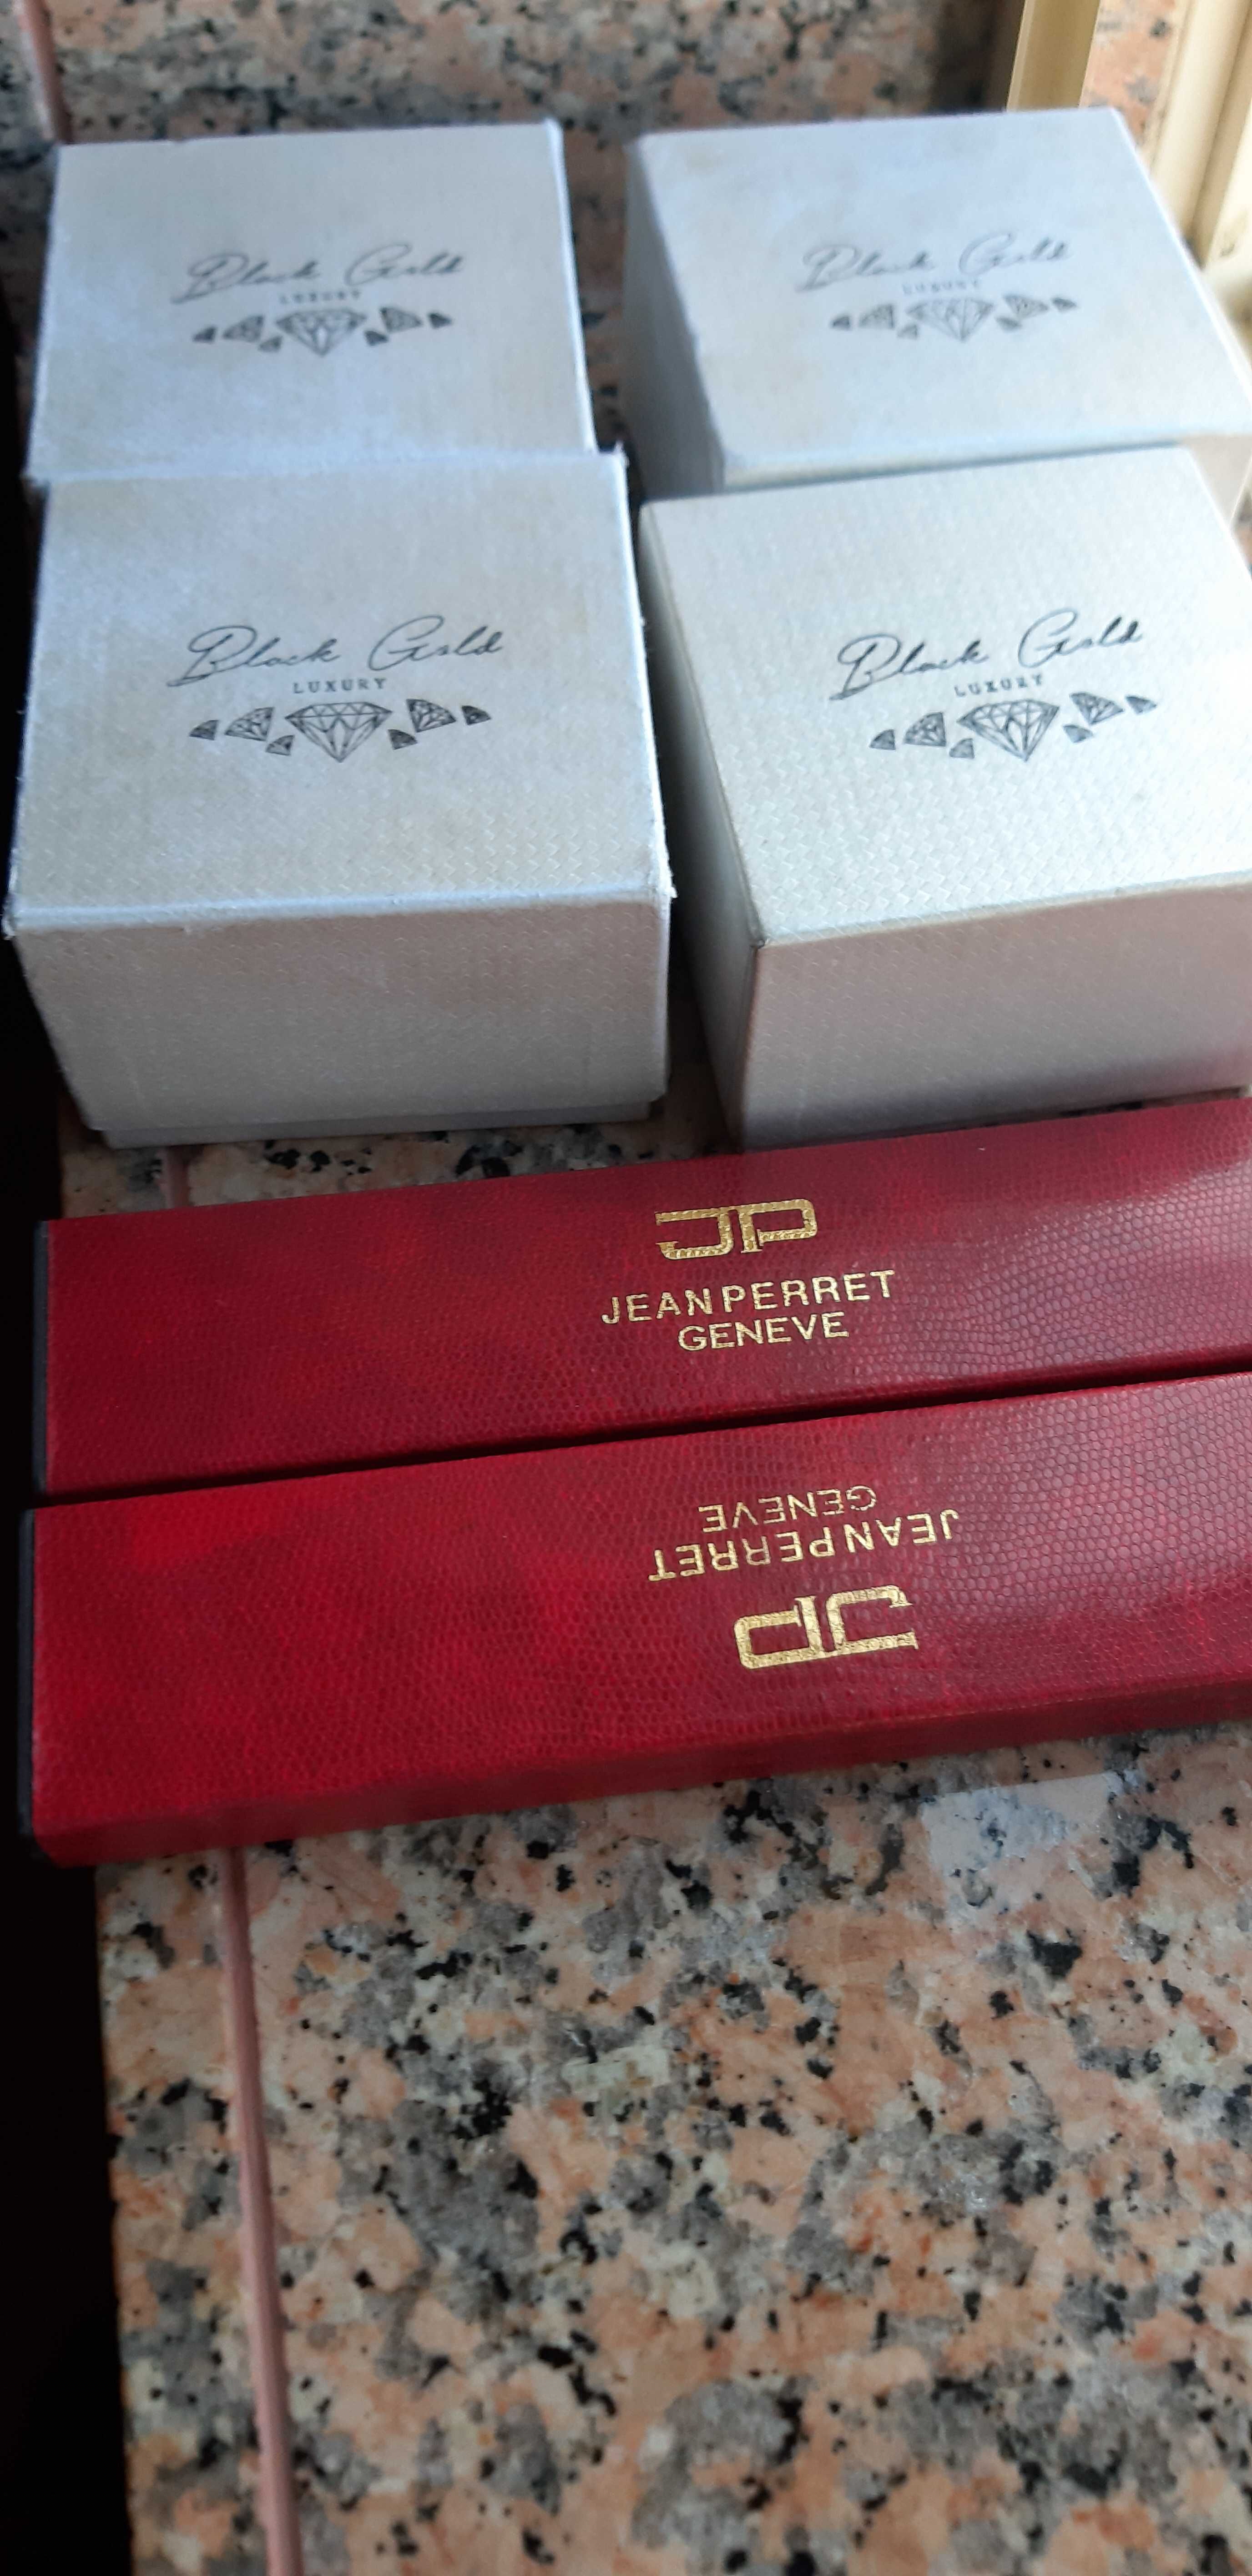 Black Gold
LUXURY
Black Gold
LUXURY
Black Gold
LUXURY
Black Gold
LUXURY
JP
JEAN PERRET
GENEVE
JP
JEAN PERRET
GENEVE